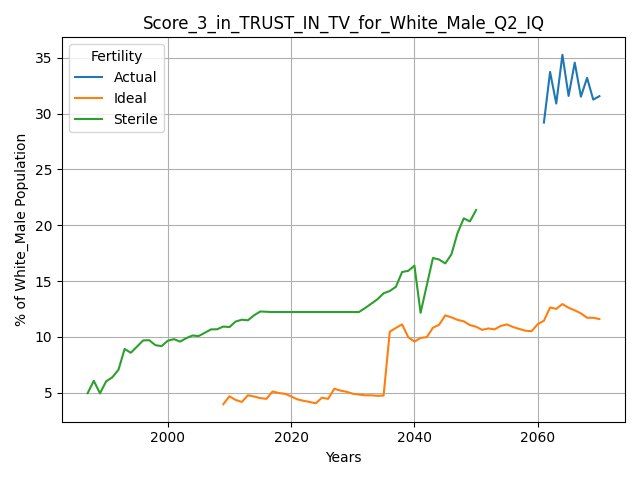 Score_3_in_TRUST_IN_TV_for_White_Male_Q2_IQ
Fertility
Actual
Ideal
Sterile
% of White_Male Population
35
30
25
20
15
10
5
2000
2020
2040
2060
Years